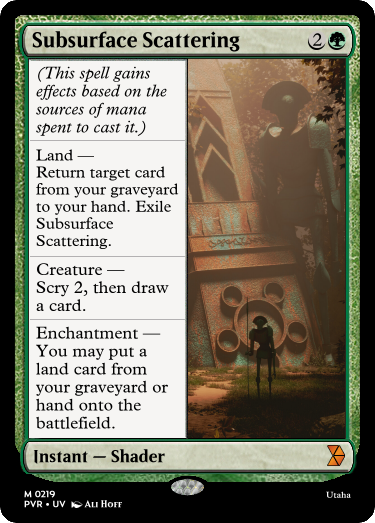 Subsurface Scattering 2
(This spell gains
effects based on the
sources of mana
spent to cast it.)
Land —
Return target card
from your graveyard
to your hand. Exile
Subsurface
Scattering.
Creature —
Scry 2, then draw
a card.
Enchantment —
You may put a
land card from
your graveyard or
hand onto the
battlefield.
Instant — Shader
M 0219
PVR • UV Ali Hoff
Utaha